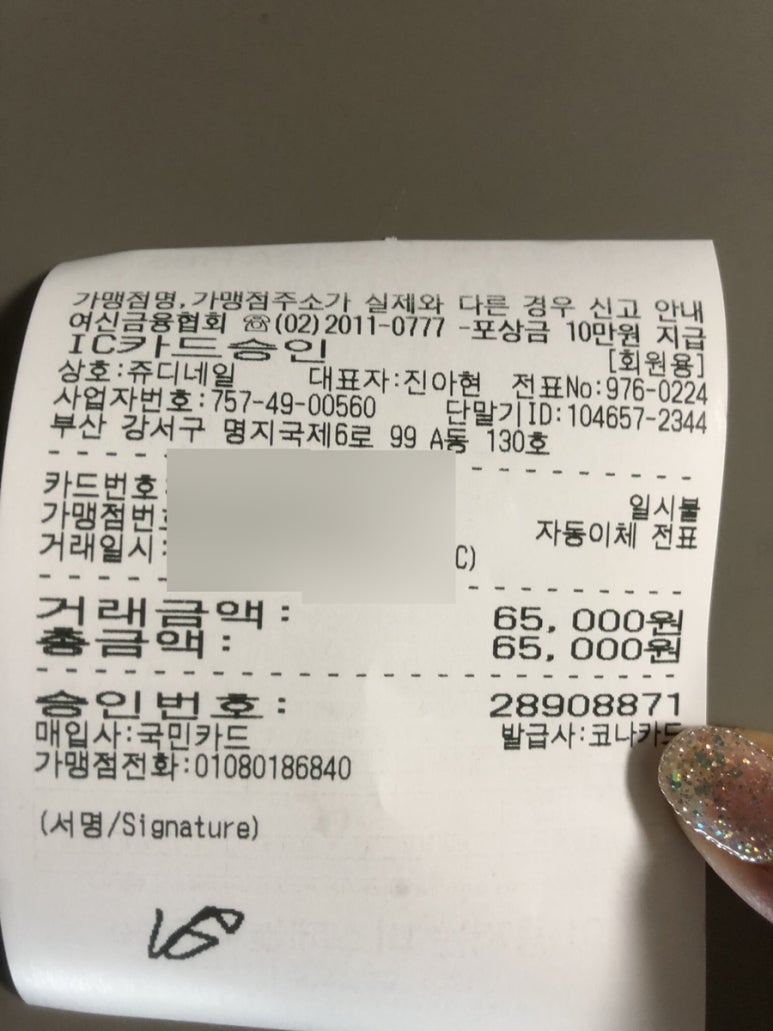 가맹점명,가맹점주소가 실제와 다른 경우 신고 안내
여신금융협회 ☎(02)2011-0777 -포상금 10만원 지급
IC카드승인 [회원용]
상호:쥬디네일 대표자:진아현 전표No:976-0224
사업자번호:757-49-00560 단말기ID:104657-2344
부산 강서구 명지국제6로 99 A동 130호
카드번호: 일시불
가맹점번호 자동이체 전표
거래일시: C)
거래금액: 65,000원
총금액: 65,000원
승인번호: 28908871
매입사:국민카드 발급사:코나카드
가맹점전화:01080186840
(서명/Signature)